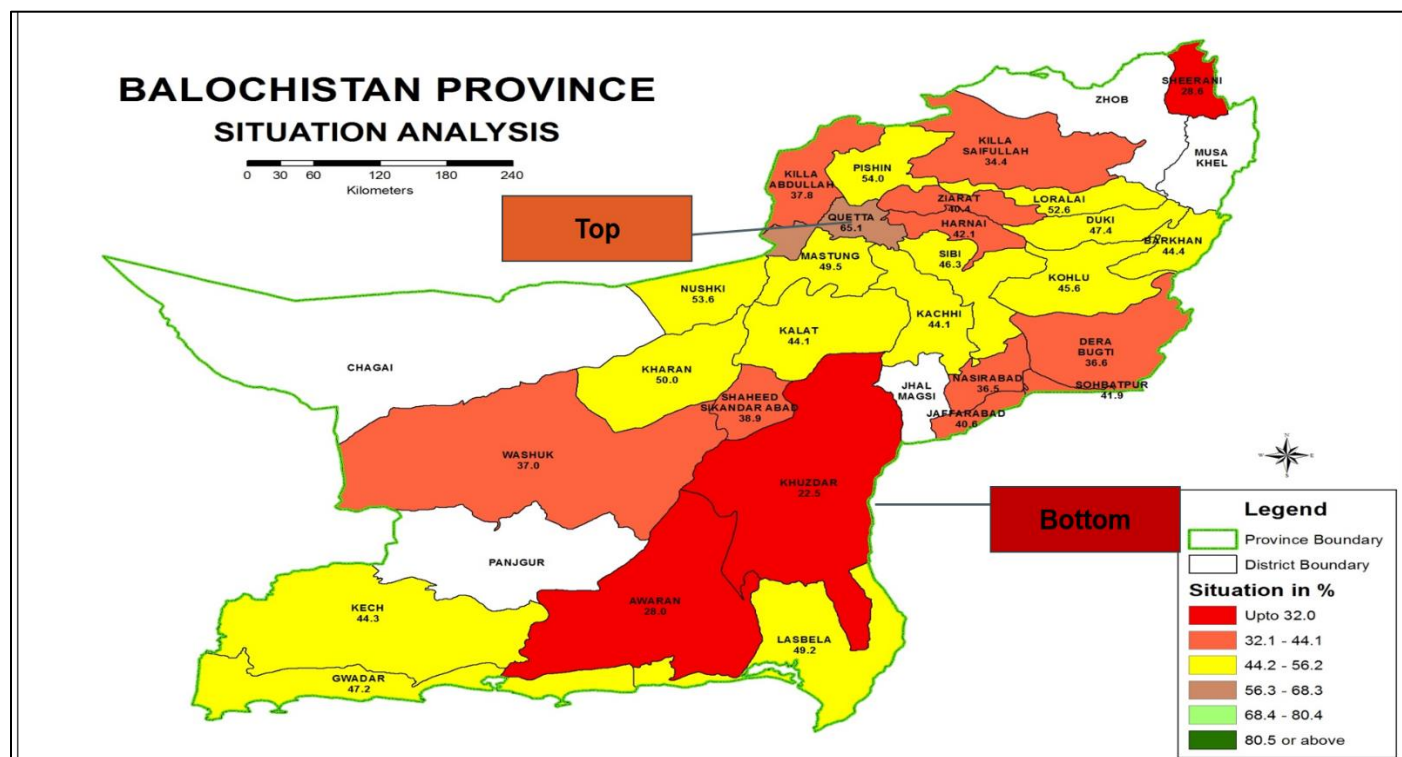 BALOCHISTAN PROVINCE
SITUATION ANALYSIS
0 30 60 120 180 240
Kilometers
SHEERANI
28.6
ZHOB
MUSA
KHEL
KILLA
SAIFULLAH
34.4
PISHIN
54.0
KILLA
ABDULLAH
37.8
ZIARAT
40.4
LORALAI
52.6
Top
QUETTA
65.1
HARNAI
42.1
DUKI
47.4
BARKHAN
44.4
MASTUNG
49.5
SIBI
46.3
KOHLU
45.6
NUSHKI
53.6
KALAT
44.1
KACHHI
44.1
DERA
BUGTI
36.6
CHAGAI
KHARAN
50.0
JHAL
MAGSI
NASIRABAD
36.5
SOHBATPUR
41.9
SHAHEED
SIKANDAR ABAD
38.9
JAFFARABAD
40.6
WASHUK
37.0
KHUZDAR
22.5
Bottom
PANJGUR
AWARAN
28.0
KECH
44.3
LASBELA
49.2
GWADAR
47.2
N
W E
S
Legend
Province Boundary
District Boundary
Situation in %
Upto 32.0
32.1 - 44.1
44.2 - 56.2
56.3 - 68.3
68.4 - 80.4
80.5 or above